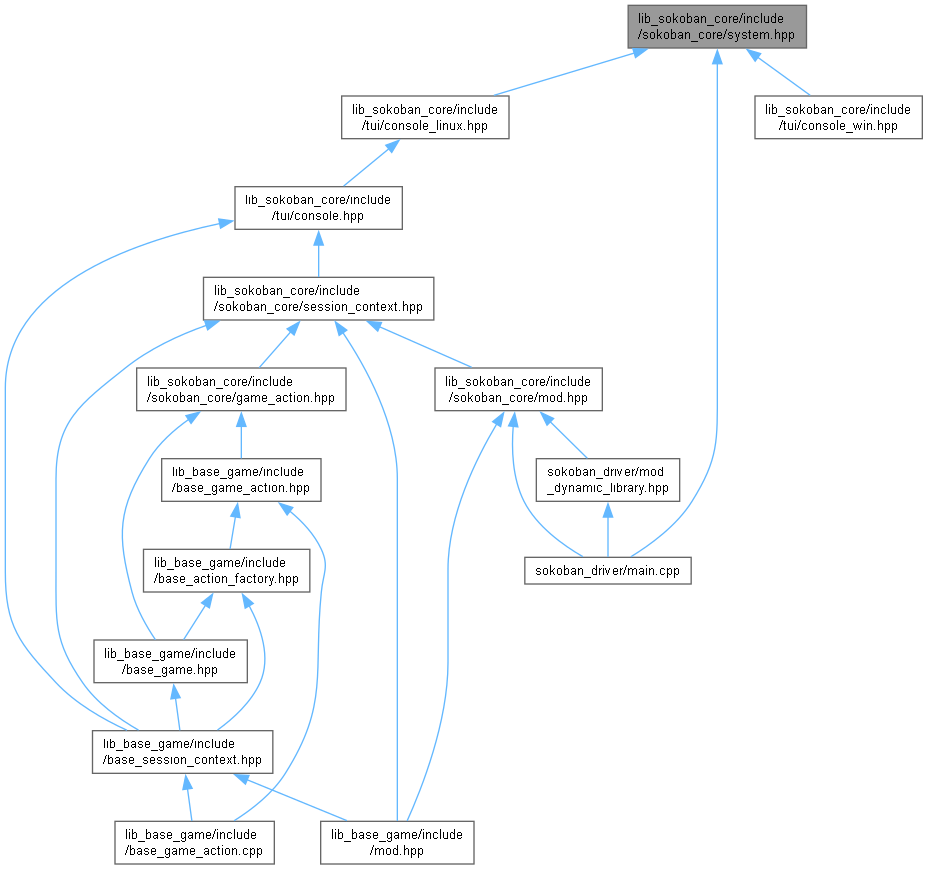 lib_sokoban_core/include
/sokoban_core/system.hpp
lib_sokoban_core/include
/tui/console_linux.hpp
lib_sokoban_core/include
/tui/console_win.hpp
lib_sokoban_core/include
/tui/console.hpp
lib_sokoban_core/include
/sokoban_core/session_context.hpp
lib_sokoban_core/include
/sokoban_core/game_action.hpp
lib_sokoban_core/include
/sokoban_core/mod.hpp
lib_base_game/include
/base_game_action.hpp
sokoban_driver/mod
_dynamic_library.hpp
lib_base_game/include
/base_action_factory.hpp
sokoban_driver/main.cpp
lib_base_game/include
/base_game.hpp
lib_base_game/include
/base_session_context.hpp
lib_base_game/include
/base_game_action.cpp
lib_base_game/include
/mod.hpp